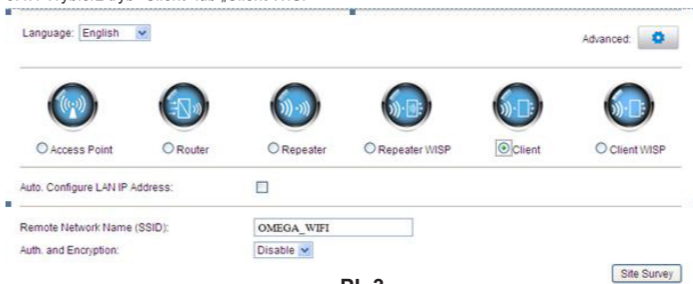 Language: English
Advanced:
Access Point Router Repeater Repeater WISP Client Client WISP
Auto. Configure LAN IP Address:
Remote Network Name (SSID): OMEGA_WIFI
Auth. and Encryption: Disable
Site Survey